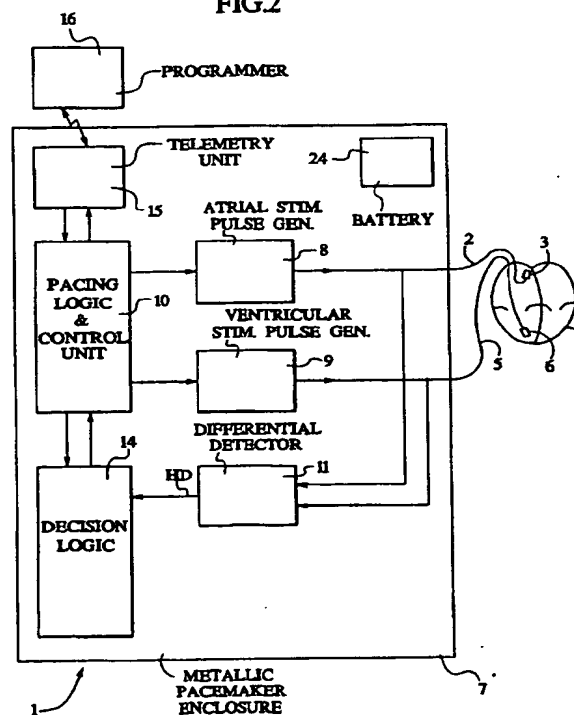 FIG.2
16
PROGRAMMER
TELEMETRY
UNIT
15
24
BATTERY
ATRIAL STIM.
PULSE GEN.
8
2
3
PACING
LOGIC
&
CONTROL
UNIT
10
VENTRICULAR
STIM. PULSE GEN.
9
5
6
DIFFERENTIAL
DETECTOR
14
HD
11
DECISION
LOGIC
1
METALLIC
PACEMAKER
ENCLOSURE
7